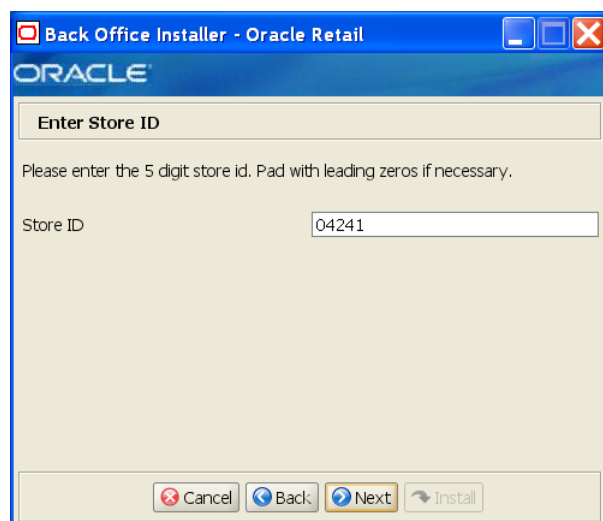 Back Office Installer - Oracle Retail
ORACLE
Enter Store ID
Please enter the 5 digit store id. Pad with leading zeros if necessary.
Store ID 04241
Cancel Back Next Install